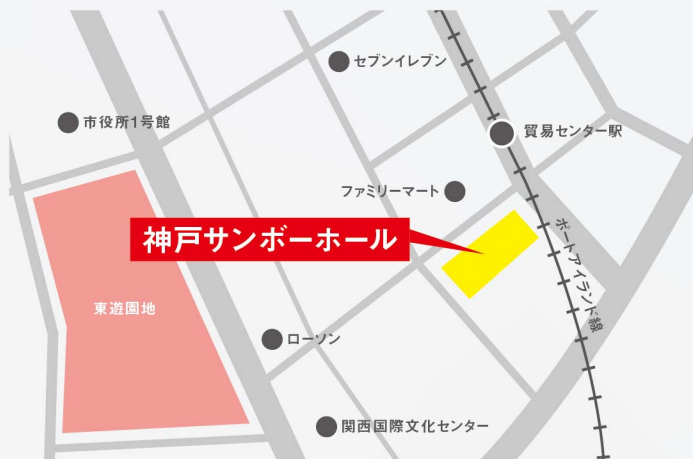 セブンイレブン
市役所1号館
貿易センター駅
ファミリーマート
神戸サンボーホール
ポートアイランド線
東遊園地
ローソン
関西国際文化センター